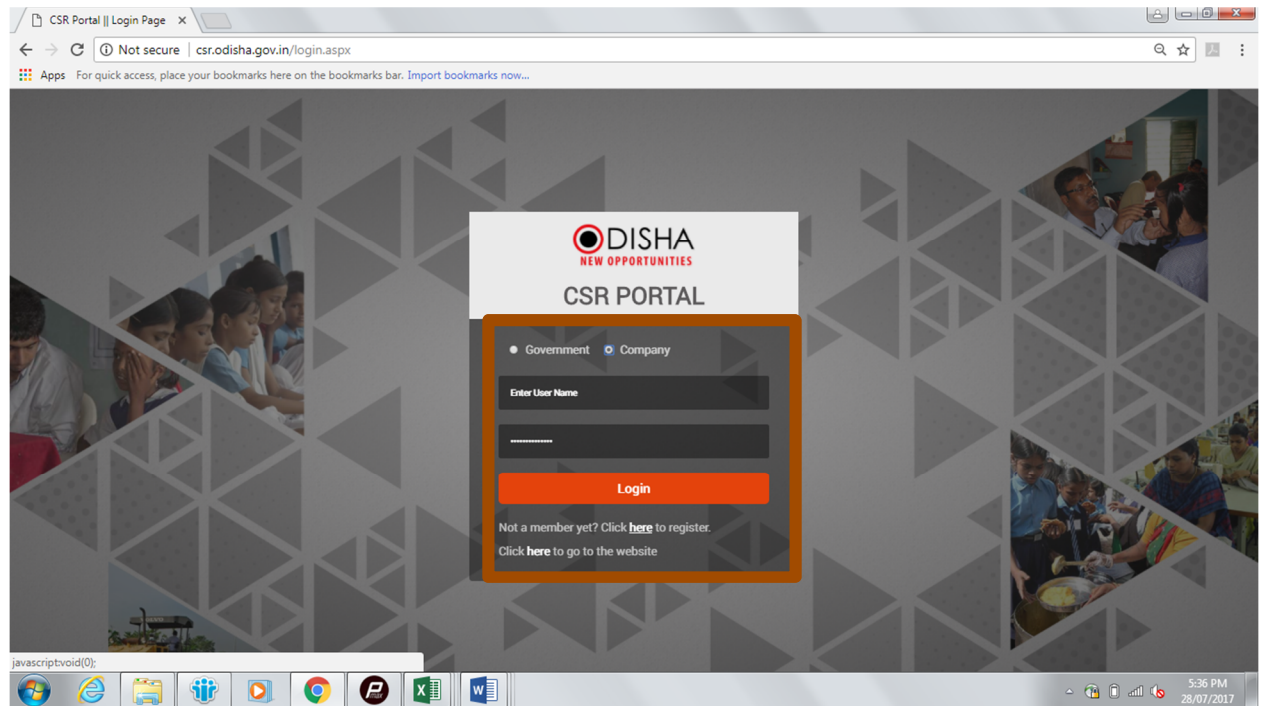 CSR Portal || Login Page
Not secure | csr.odisha.gov.in/login.aspx
Apps For quick access, place your bookmarks here on the bookmarks bar. Import bookmarks now...
ODISHA
NEW OPPORTUNITIES
CSR PORTAL
Government Company
Enter User Name
Login
Not a member yet? Click here to register.
Click here to go to the website
javascript:void(0);
5:36 PM
28/07/2017